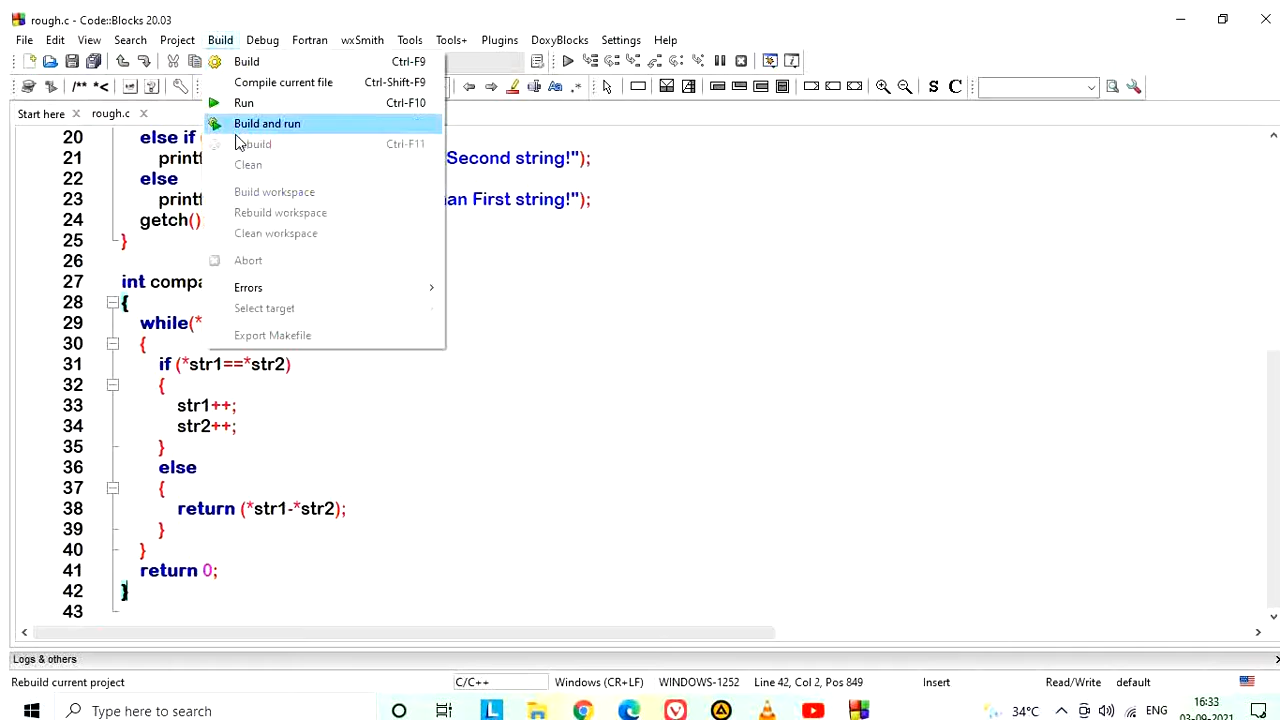 rough.c - Code::Blocks 20.03
File Edit View Search Project Build Debug Fortran wxSmith Tools Tools+ Plugins DoxyBlocks Settings Help
Build Ctrl-F9
Compile current file Ctrl-Shift-F9
Run Ctrl-F10
Build and run
Rebuild Ctrl-F11
Clean
Build workspace
Rebuild workspace
Clean workspace
Abort
Errors
Select target
Export Makefile
/** *<
.*
S C
Start here rough.c
20 else if
21 print Second string!");
22 else
23 print an First string!");
24 getch()
25 }
26
27 int compa
28 {
29 while(*
30 {
31 if (*str1==*str2)
32 {
33 str1++;
34 str2++;
35 }
36 else
37 {
38 return (*str1-*str2);
39 }
40 }
41 return 0;
42 }
43
Logs & others
Rebuild current project C/C++ Windows (CR+LF) WINDOWS-1252 Line 42, Col 2, Pos 849 Insert Read/Write default
Type here to search
34°C ENG 16:33
03-09-2021